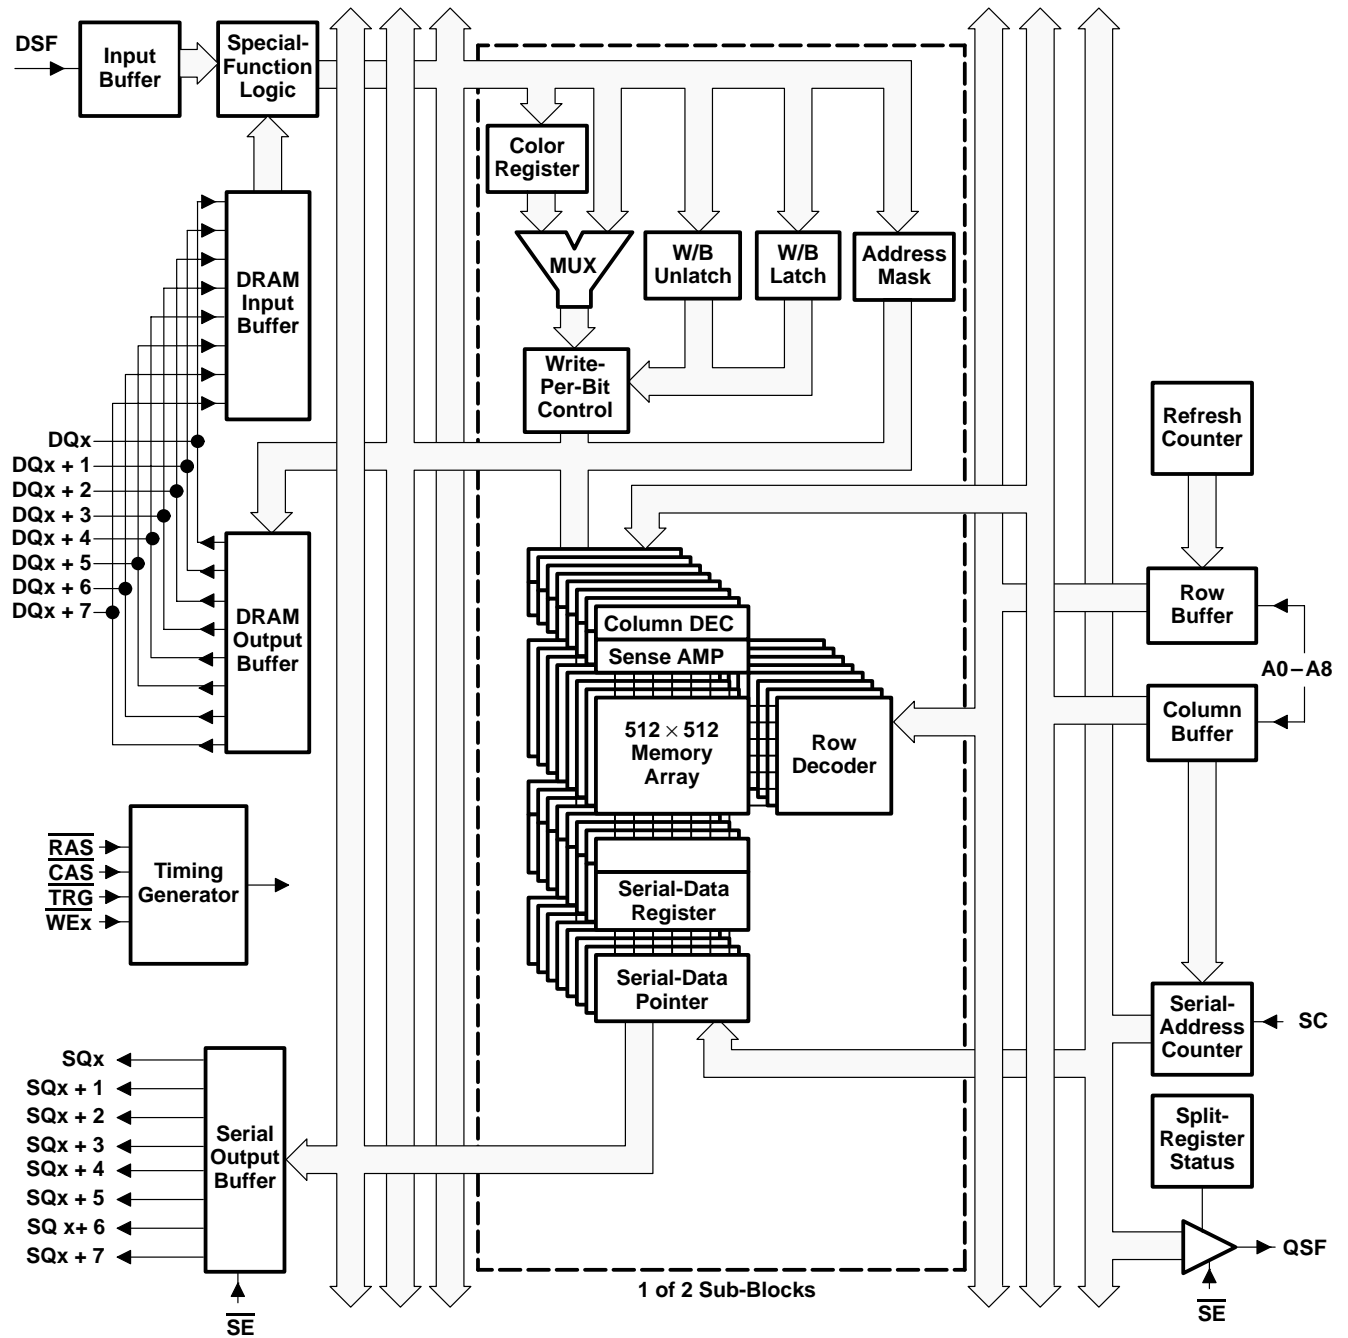 DSF
Input
Buffer
Special-
Function
Logic
Color
Register
MUX
W/B
Unlatch
W/B
Latch
Address
Mask
DRAM
Input
Buffer
Write-
Per-Bit
Control
Refresh
Counter
DQx
DQx + 1
DQx + 2
DQx + 3
DQx + 4
DQx + 5
DQx + 6
DQx + 7
DRAM
Output
Buffer
Row
Buffer
A0–A8
Column
Buffer
Column DEC
Sense AMP
512 × 512
Memory
Array
Row
Decoder
RAS
CAS
TRG
WEx
Timing
Generator
Serial-Data
Register
Serial-Data
Pointer
Serial-
Address
Counter
SC
SQx
SQx + 1
SQx + 2
SQx + 3
SQx + 4
SQx + 5
SQ x+ 6
SQx + 7
Serial
Output
Buffer
SE
Split-
Register
Status
QSF
SE
1 of 2 Sub-Blocks